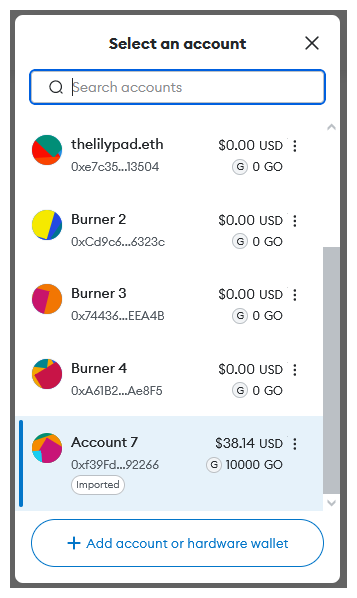 Select an account
Search accounts
thelilypad.eth
$0.00 USD
0xe7c35...13504
G 0 GO
Burner 2
$0.00 USD
0xCd9c6...6323c
G 0 GO
Burner 3
$0.00 USD
0x74436...EEA4B
G 0 GO
Burner 4
$0.00 USD
0xA61B2...Ae8F5
G 0 GO
Account 7
$38.14 USD
0xf39Fd...92266
G 10000 GO
Imported
+ Add account or hardware wallet